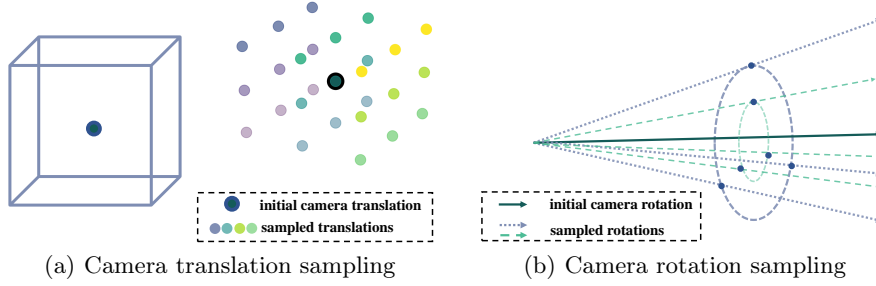 initial camera translation
sampled translations
initial camera rotation
sampled rotations
(a) Camera translation sampling
(b) Camera rotation sampling